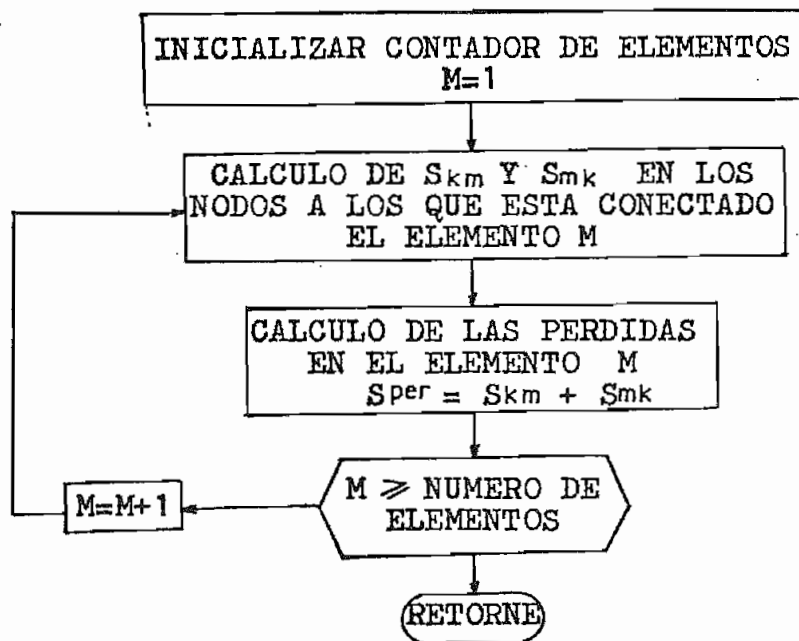 INICIALIZAR CONTADOR DE ELEMENTOS
M=1
CALCULO DE Skm Y Smk EN LOS
NODOS A LOS QUE ESTA CONECTADO
EL ELEMENTO M
CALCULO DE LAS PERDIDAS
EN EL ELEMENTO M
Sper = Skm + Smk
M ⩾ NUMERO DE
ELEMENTOS
M=M+1
RETORNE